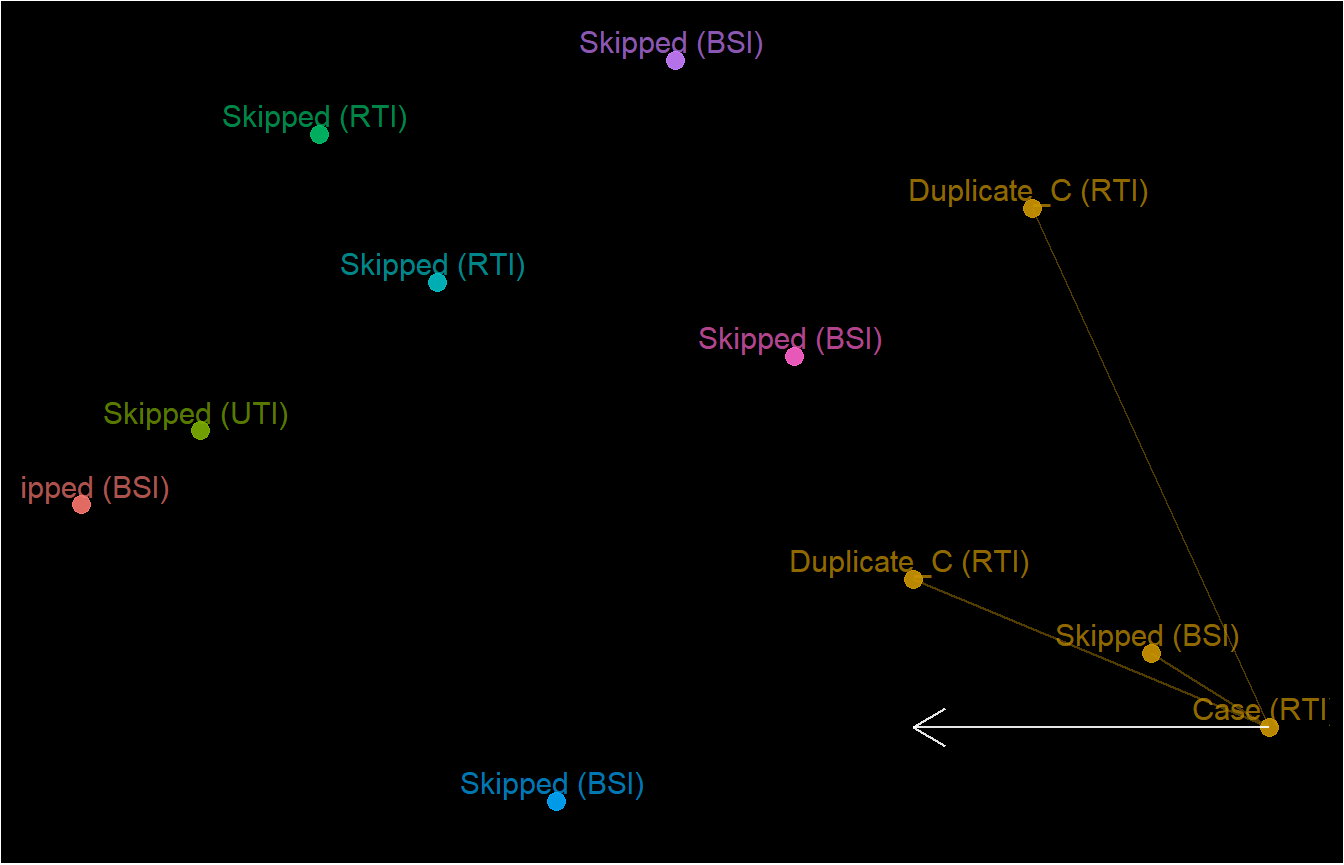 Skipped (BSI)
Skipped (RTI)
Duplicate_C (RTI)
Skipped (RTI)
Skipped (BSI)
Skipped (UTI)
ipped (BSI)
Duplicate_C (RTI)
Skipped (BSI)
Case (RTI)
Skipped (BSI)